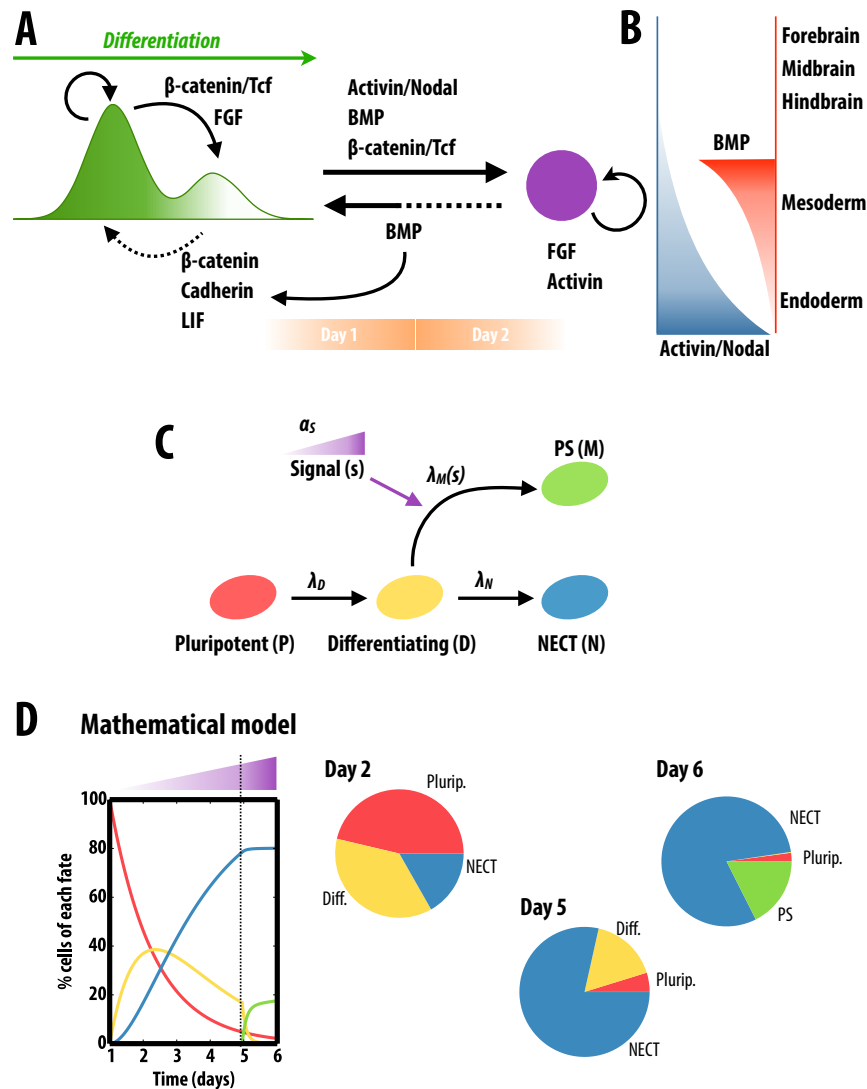 A
Differentiation
β-catenin/Tcf
FGF
Activin/Nodal
BMP
β-catenin/Tcf
BMP
β-catenin
Cadherin
LIF
FGF
Activin
Day 1
Day 2
B
Forebrain
Midbrain
Hindbrain
BMP
Mesoderm
Endoderm
Activin/Nodal
C
αS
Signal (s)
λM(s)
PS (M)
λD
λN
Pluripotent (P)
Differentiating (D)
NECT (N)
D
Mathematical model
% cells of each fate
100
80
60
40
20
0
1 2 3 4 5 6
Time (days)
Day 2
Plurip.
NECT
Diff.
Day 5
Diff.
Plurip.
NECT
Day 6
NECT
Plurip.
PS